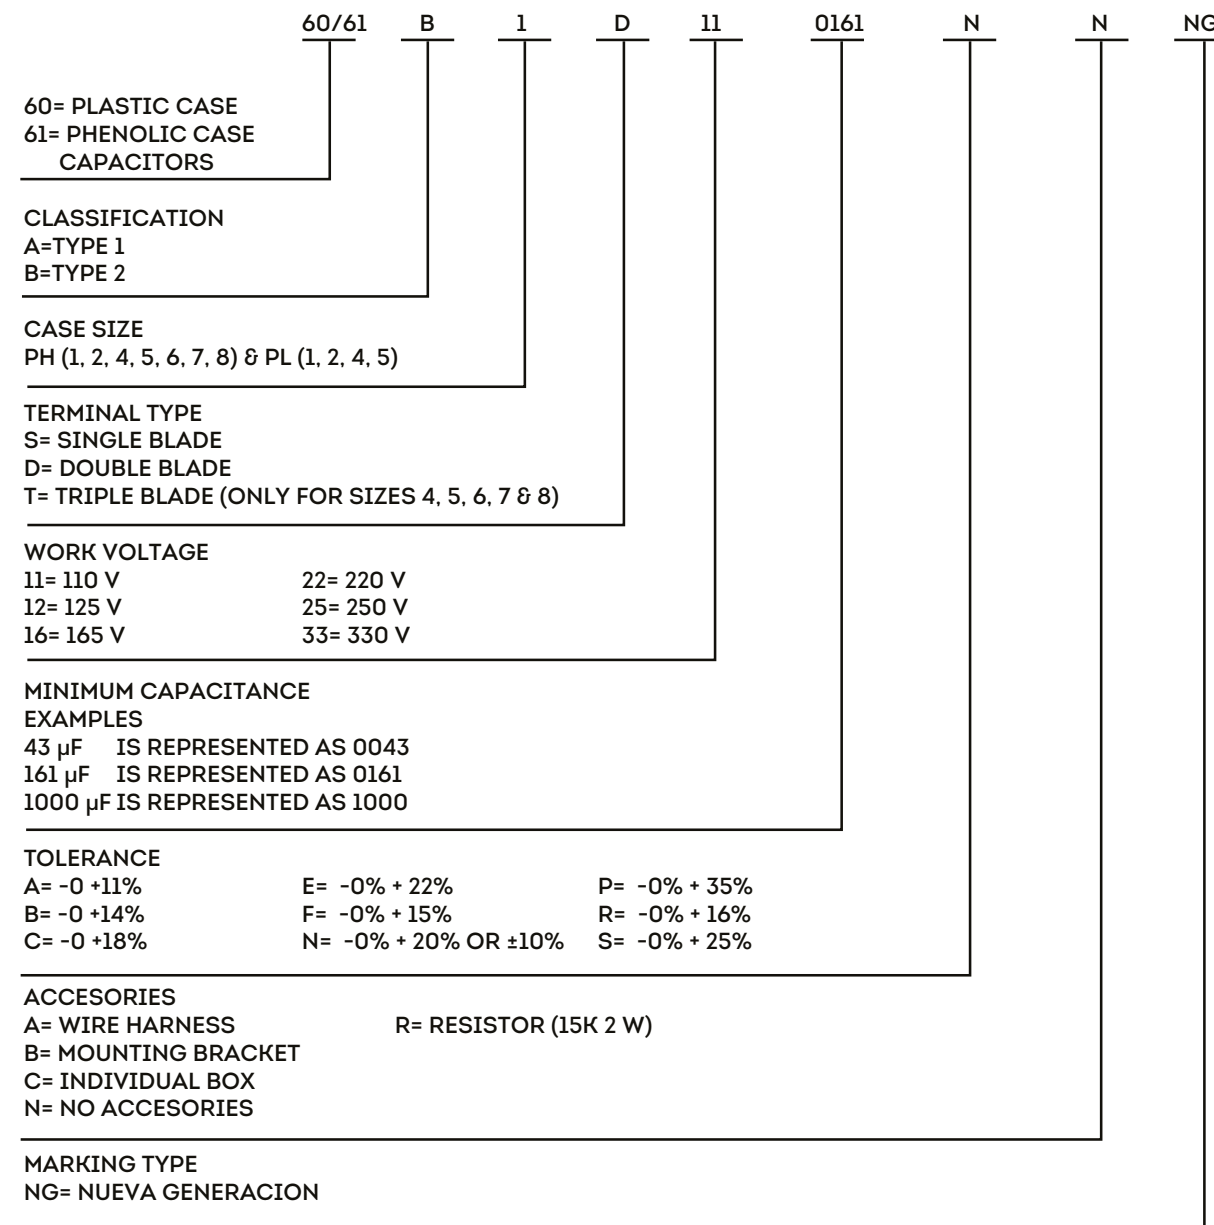 60/61 B 1 D 11 0161 N N NG
60= PLASTIC CASE
61= PHENOLIC CASE
CAPACITORS
CLASSIFICATION
A=TYPE 1
B=TYPE 2
CASE SIZE
PH (1, 2, 4, 5, 6, 7, 8) & PL (1, 2, 4, 5)
TERMINAL TYPE
S= SINGLE BLADE
D= DOUBLE BLADE
T= TRIPLE BLADE (ONLY FOR SIZES 4, 5, 6, 7 & 8)
WORK VOLTAGE
11= 110 V 22= 220 V
12= 125 V 25= 250 V
16= 165 V 33= 330 V
MINIMUM CAPACITANCE
EXAMPLES
43 µF IS REPRESENTED AS 0043
161 µF IS REPRESENTED AS 0161
1000 µF IS REPRESENTED AS 1000
TOLERANCE
A= -0 +11% E= -0% + 22% P= -0% + 35%
B= -0 +14% F= -0% + 15% R= -0% + 16%
C= -0 +18% N= -0% + 20% OR ±10% S= -0% + 25%
ACCESORIES
A= WIRE HARNESS R= RESISTOR (15K 2 W)
B= MOUNTING BRACKET
C= INDIVIDUAL BOX
N= NO ACCESORIES
MARKING TYPE
NG= NUEVA GENERACION